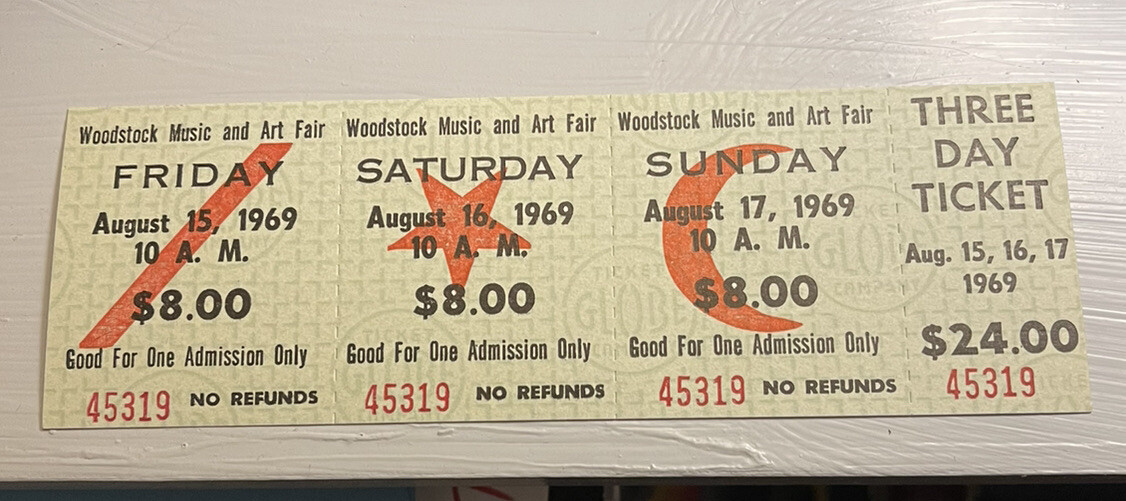 Woodstock Music and Art Fair
FRIDAY
August 15, 1969
10 A. M.
$8.00
Good For One Admission Only
45319 NO REFUNDS
Woodstock Music and Art Fair
SATURDAY
August 16, 1969
10 A. M.
$8.00
Good For One Admission Only
45319 NO REFUNDS
Woodstock Music and Art Fair
SUNDAY
August 17, 1969
10 A. M.
$8.00
Good For One Admission Only
45319 NO REFUNDS
THREE
DAY
TICKET
Aug. 15, 16, 17
1969
$24.00
45319